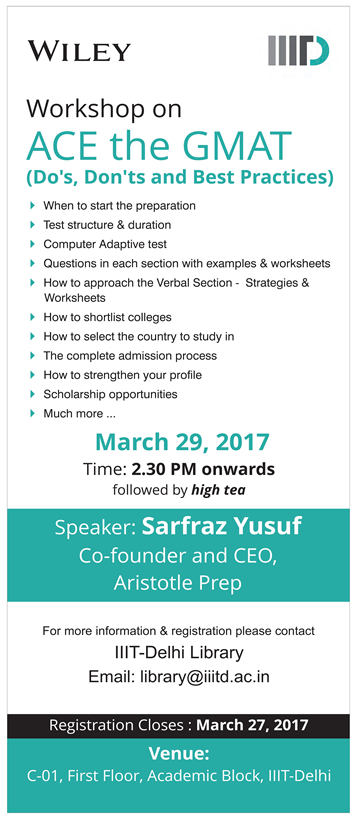 WILEY
IIITD
Workshop on
ACE the GMAT
(Do's, Don'ts and Best Practices)
When to start the preparation
Test structure & duration
Computer Adaptive test
Questions in each section with examples & worksheets
How to approach the Verbal Section - Strategies &
Worksheets
How to shortlist colleges
How to select the country to study in
The complete admission process
How to strengthen your profile
Scholarship opportunities
Much more ...
March 29, 2017
Time: 2.30 PM onwards
followed by high tea
Speaker: Sarfraz Yusuf
Co-founder and CEO,
Aristotle Prep
For more information & registration please contact
IIIT-Delhi Library
Email: library@iiitd.ac.in
Registration Closes : March 27, 2017
Venue:
C-01, First Floor, Academic Block, IIIT-Delhi